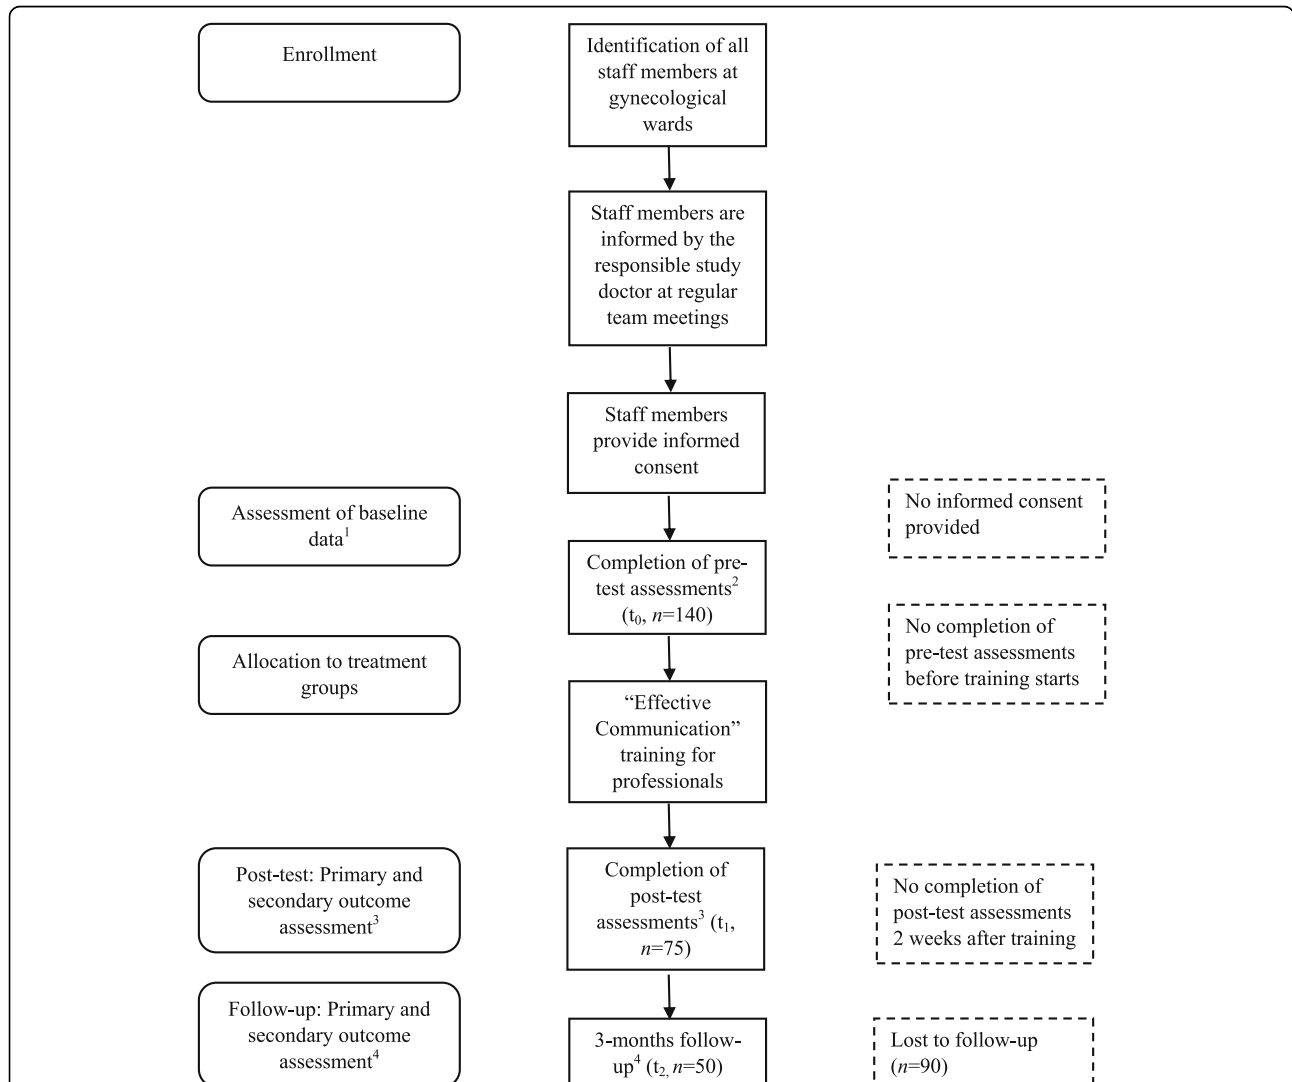 Enrollment
Identification of all
staff members at
gynecological
wards
Staff members are
informed by the
responsible study
doctor at regular
team meetings
Staff members
provide informed
consent
Assessment of baseline
data¹
No informed consent
provided
Completion of pre-
test assessments²
(t₀, n=140)
No completion of
pre-test assessments
before training starts
Allocation to treatment
groups
“Effective
Communication”
training for
professionals
Post-test: Primary and
secondary outcome
assessment³
Completion of
post-test
assessments³ (t₁,
n=75)
No completion of
post-test assessments
2 weeks after training
Follow-up: Primary and
secondary outcome
assessment⁴
3-months follow-
up⁴ (t₂, n=50)
Lost to follow-up
(n=90)